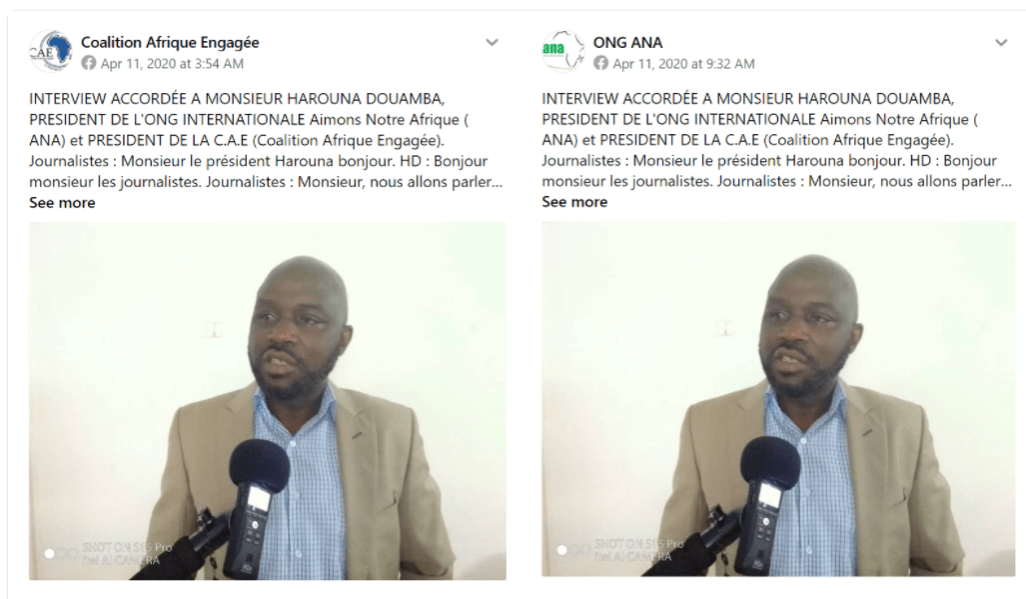 CAE
Coalition Afrique Engagée
Apr 11, 2020 at 3:54 AM
INTERVIEW ACCORDÉE A MONSIEUR HAROUNA DOUAMBA,
PRESIDENT DE L'ONG INTERNATIONALE Aimons Notre Afrique (
ANA) et PRESIDENT DE LA C.A.E (Coalition Afrique Engagée).
Journalistes : Monsieur le président Harouna bonjour. HD : Bonjour
monsieur les journalistes. Journalistes : Monsieur, nous allons parler...
See more
SHOT ON S15 Pro
AI CAMERA
ana
ONG ANA
Apr 11, 2020 at 9:32 AM
INTERVIEW ACCORDÉE A MONSIEUR HAROUNA DOUAMBA,
PRESIDENT DE L'ONG INTERNATIONALE Aimons Notre Afrique (
ANA) et PRESIDENT DE LA C.A.E (Coalition Afrique Engagée).
Journalistes : Monsieur le président Harouna bonjour. HD : Bonjour
monsieur les journalistes. Journalistes : Monsieur, nous allons parler...
See more
SHOT ON S15 Pro
AI CAMERA